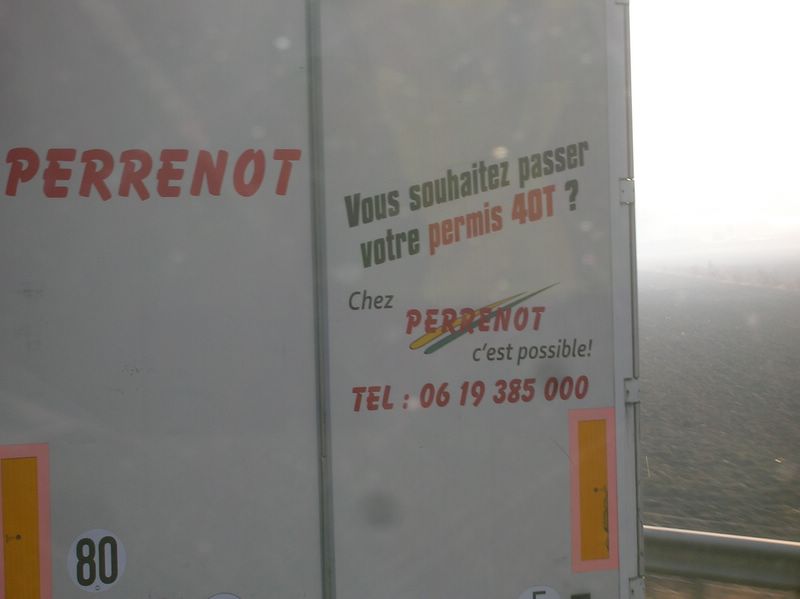 PERRENOT
Vous souhaitez passer
votre permis 40T ?
Chez
PERRENOT
c'est possible!
TEL : 06 19 385 000
80